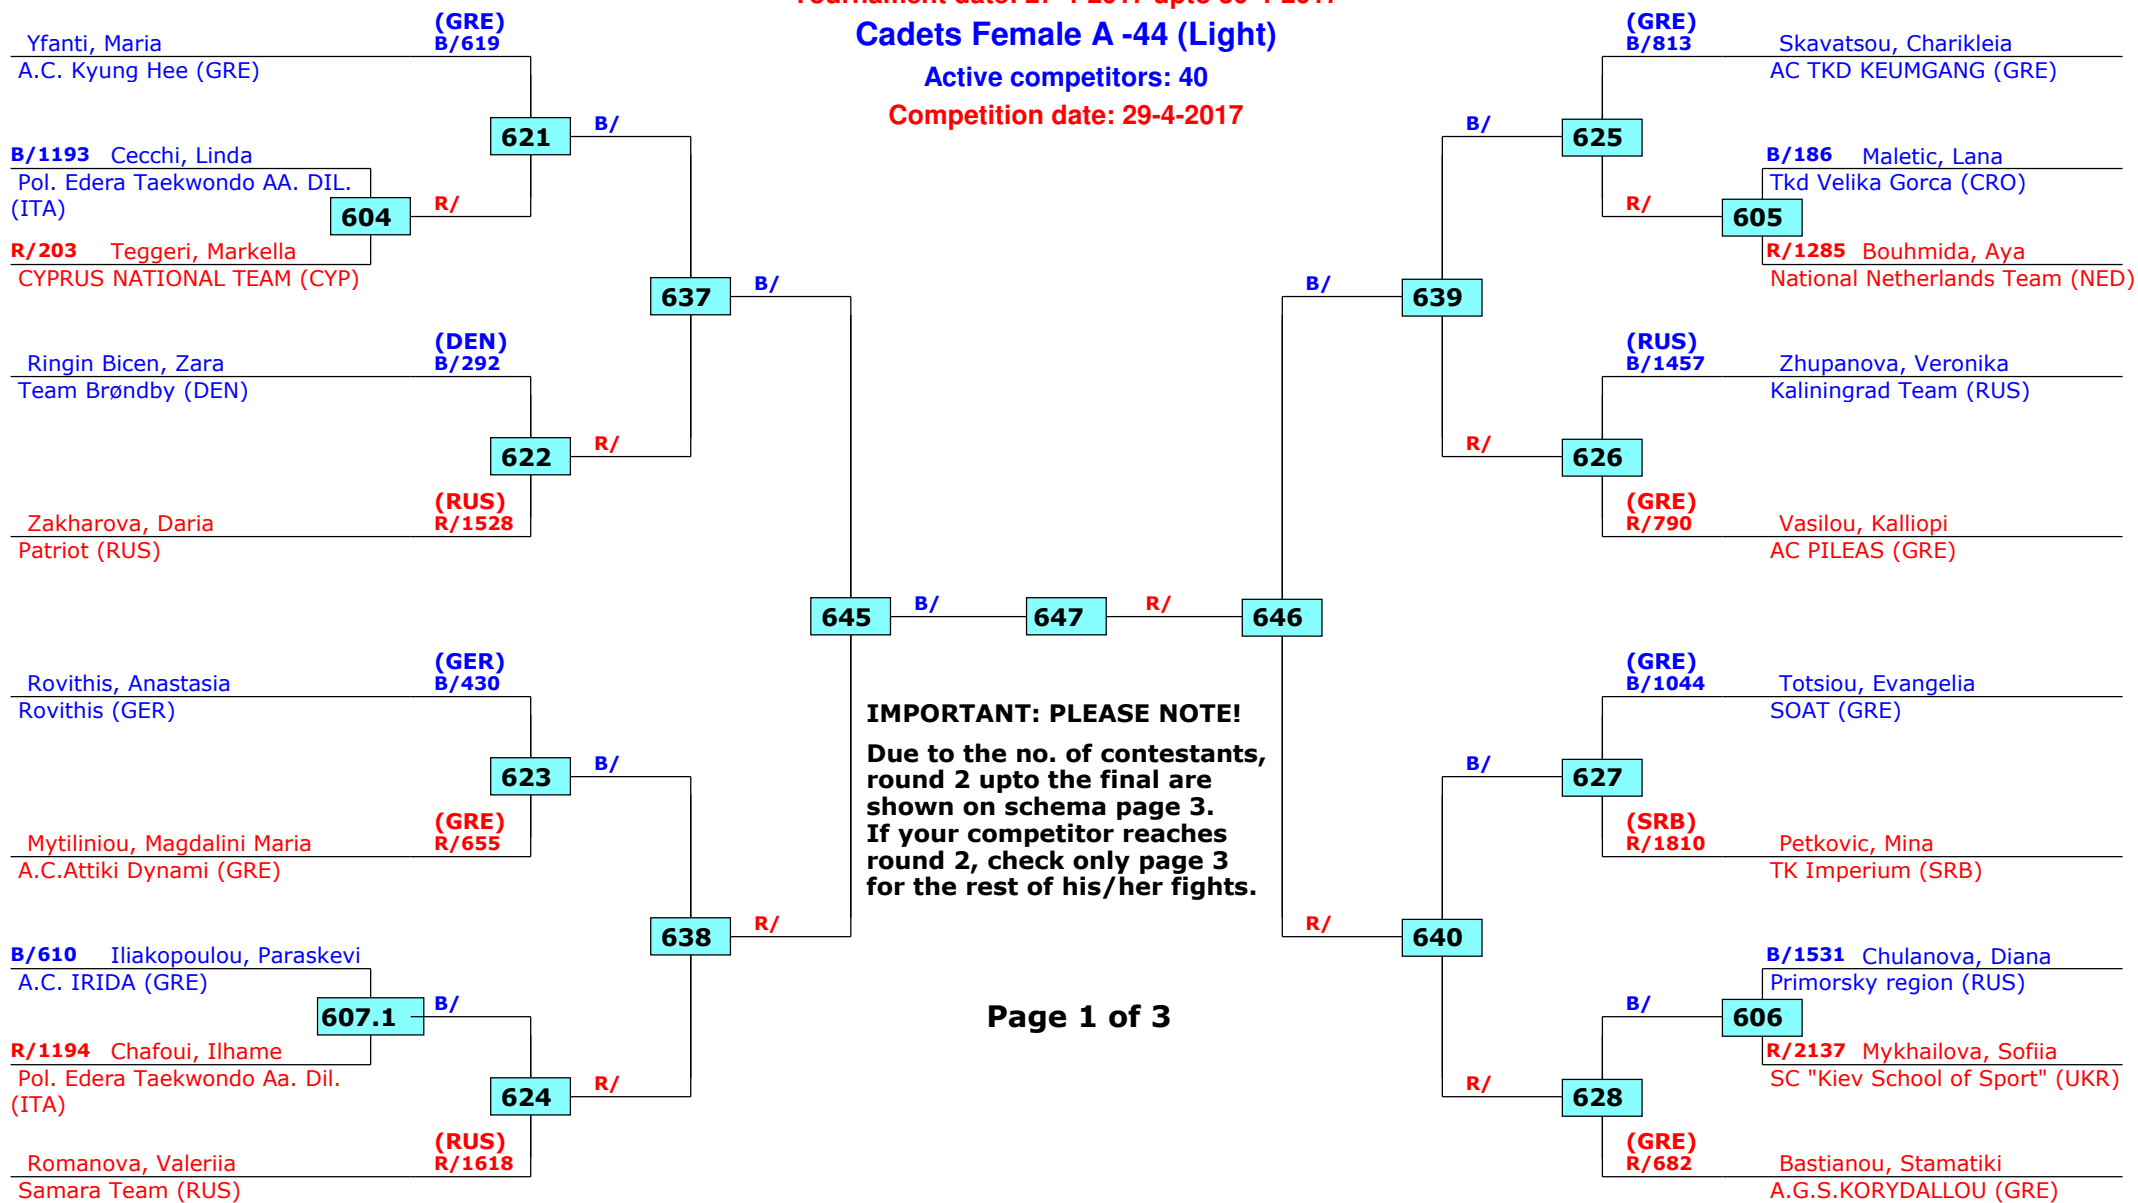 Tournament date: 27-4-2017 upto 30-4-2017
Cadets Female A -44 (Light)
Active competitors: 40
Competition date: 29-4-2017
(GRE)
Yfanti, Maria B/619
A.C. Kyung Hee (GRE)
621 B/
B/1193 Cecchi, Linda
Pol. Edera Taekwondo AA. DIL.
(ITA)
604 R/
R/203 Teggeri, Markella
CYPRUS NATIONAL TEAM (CYP)
637 B/
(DEN)
Ringin Bicen, Zara B/292
Team Brøndby (DEN)
622 R/
(RUS)
Zakharova, Daria R/1528
Patriot (RUS)
645 B/ 647 R/ 646
(GER)
Rovithis, Anastasia B/430
Rovithis (GER)
623 B/
(GRE)
Mytiliniou, Magdalini Maria R/655
A.C.Attiki Dynami (GRE)
638 R/
B/610 Iliakopoulou, Paraskevi
A.C. IRIDA (GRE)
607.1 B/
R/1194 Chafoui, Ilhame
Pol. Edera Taekwondo Aa. Dil.
(ITA)
624 R/
(RUS)
Romanova, Valeriia R/1618
Samara Team (RUS)
IMPORTANT: PLEASE NOTE!
Due to the no. of contestants,
round 2 upto the final are
shown on schema page 3.
If your competitor reaches
round 2, check only page 3
for the rest of his/her fights.
Page 1 of 3
(GRE)
B/813 Skavatsou, Charikleia
AC TKD KEUMGANG (GRE)
B/ 625
B/186 Maletic, Lana
Tkd Velika Gorca (CRO)
R/ 605
R/1285 Bouhmida, Aya
National Netherlands Team (NED)
B/ 639
(RUS)
B/1457 Zhupanova, Veronika
Kaliningrad Team (RUS)
R/ 626
(GRE)
R/790 Vasilou, Kalliopi
AC PILEAS (GRE)
(GRE)
B/1044 Totsiou, Evangelia
SOAT (GRE)
B/ 627
(SRB)
R/1810 Petkovic, Mina
TK Imperium (SRB)
R/ 640
B/1531 Chulanova, Diana
Primorsky region (RUS)
B/ 606
R/2137 Mykhailova, Sofiia
SC "Kiev School of Sport" (UKR)
R/ 628
(GRE)
R/682 Bastianou, Stamatiki
A.G.S.KORYDALLOU (GRE)